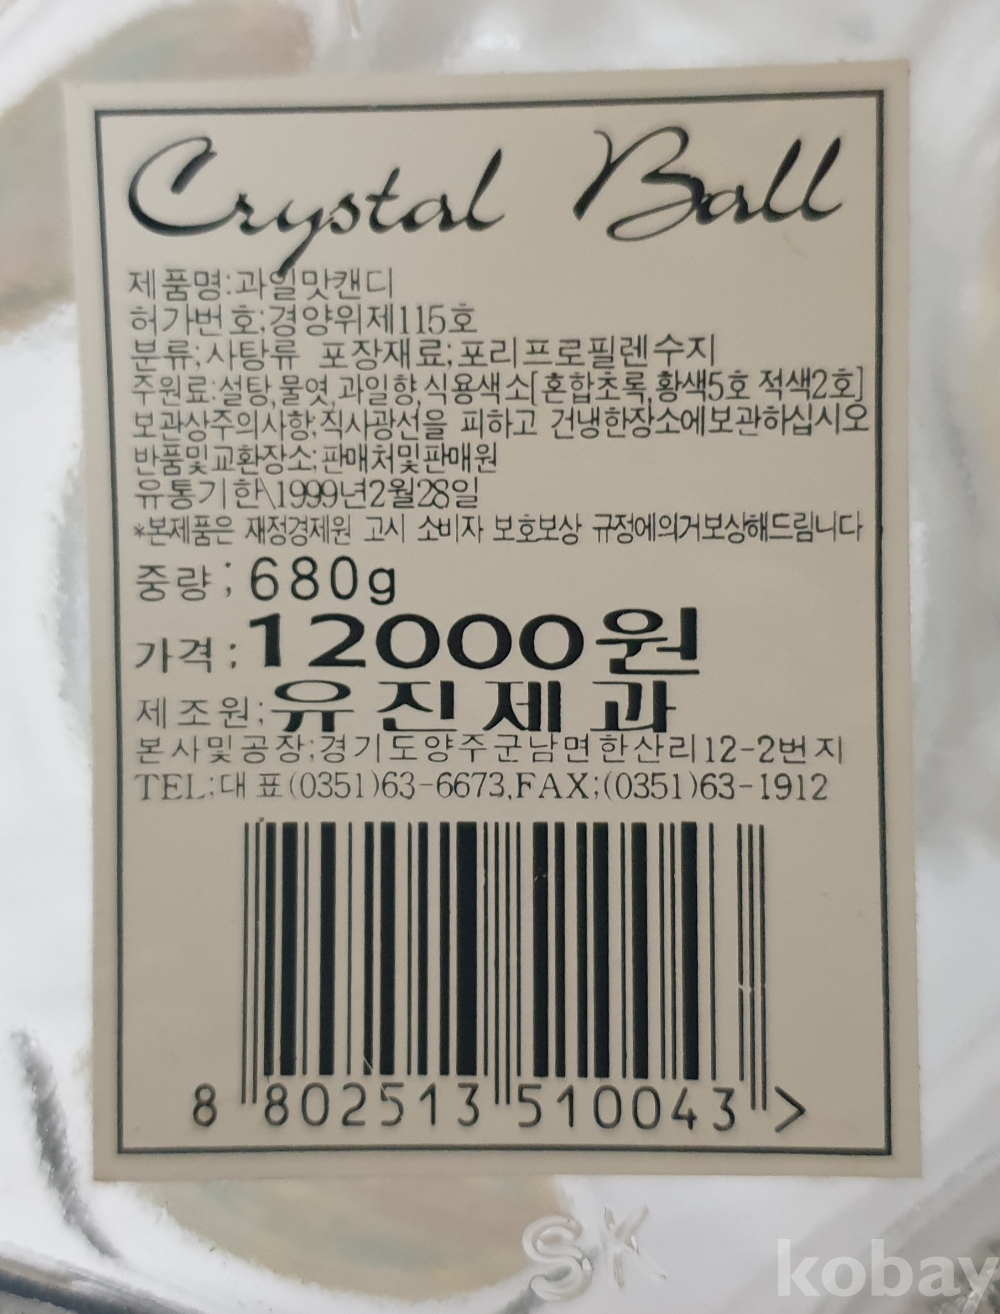 Crystal Ball
제품명:과일맛캔디
허가번호;경양위제115호
분류;사탕류 포장재료;포리프로필렌수지
주원료:설탕,물엿,과일향,식용색소[혼합초록,황색5호 적색2호]
보관상주의사항;직사광선을 피하고 건냉한장소에보관하십시오
반품및교환장소;판매처및판매원
유통기한\1999년2월28일
*본제품은 재정경제원 고시 소비자 보호보상 규정에의거보상해드립니다
중량;680g
가격;12000원
제조원;유진제과
본사및공장;경기도양주군남면한산리12-2번지
TEL;대표(0351)63-6673,FAX;(0351)63-1912
8 802513 510043 >
SK
kobay